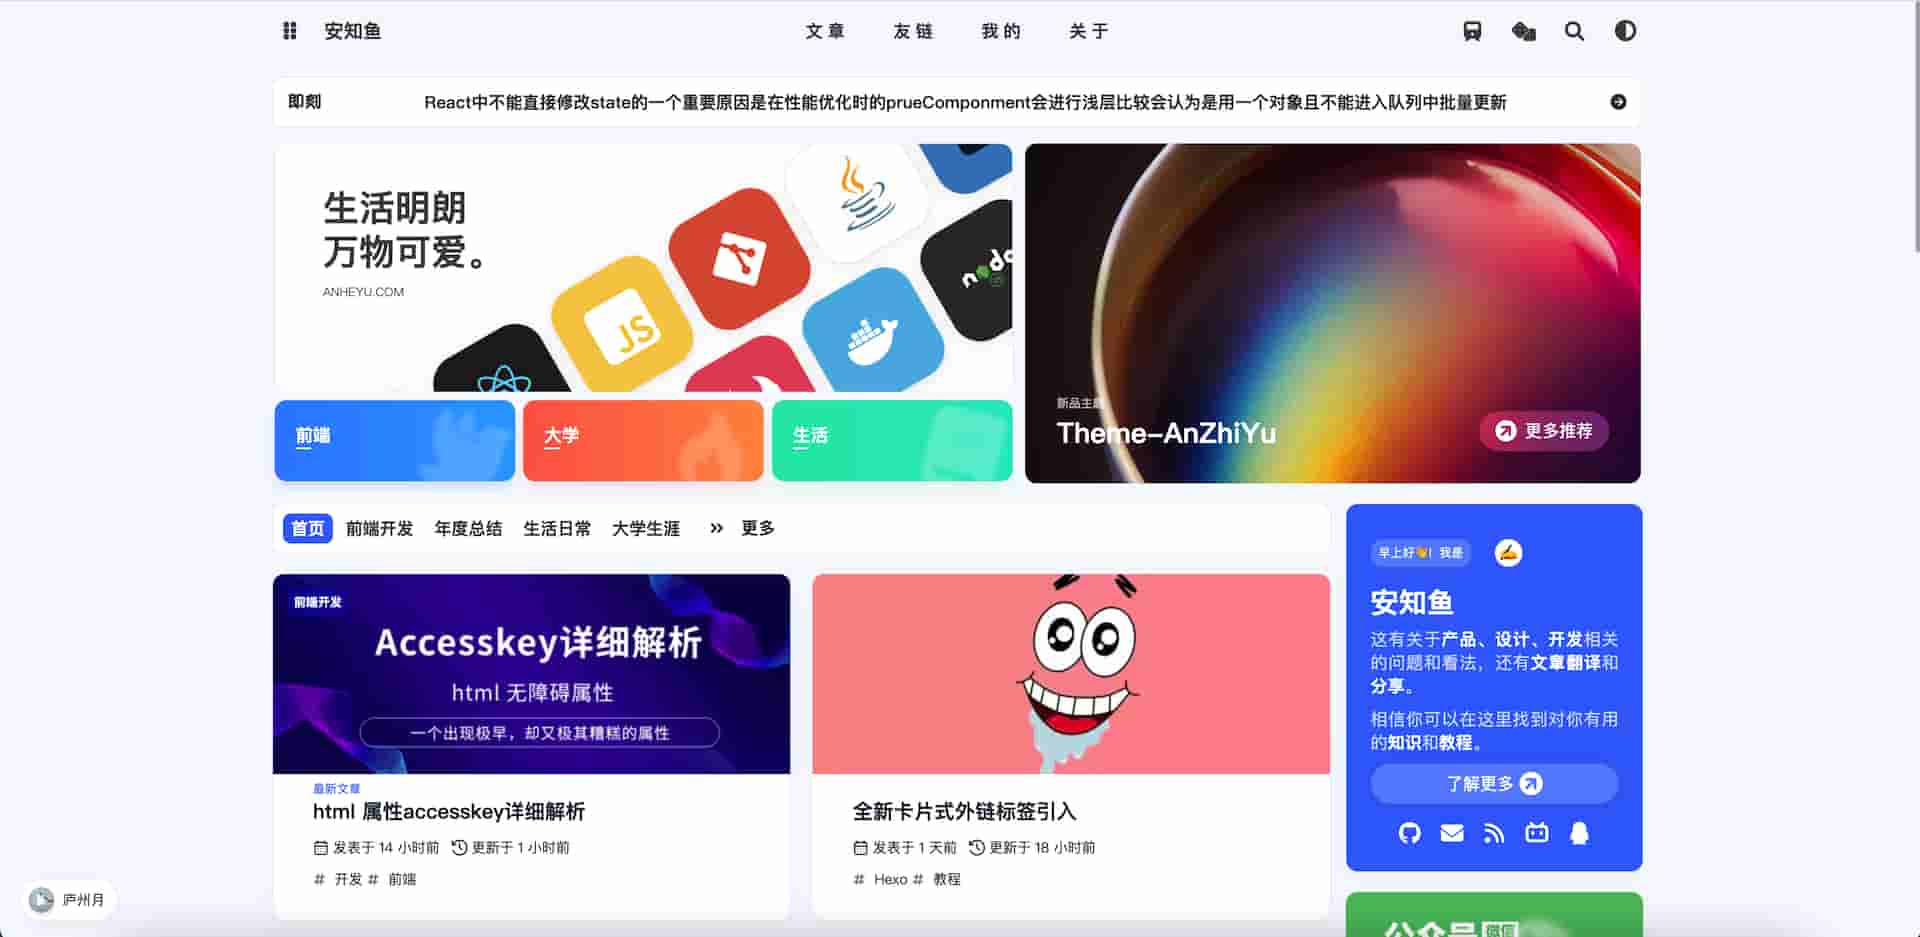 安知鱼
文章
友链
我的
关于
即刻
React中不能直接修改state的一个重要原因是在性能优化时的prueComponment会进行浅层比较会认为是用一个对象且不能进入队列中批量更新
生活明朗
万物可爱。
ANHEYU.COM
JS
node
新品主题
Theme-AnZhiYu
更多推荐
前端
大学
生活
首页
前端开发
年度总结
生活日常
大学生涯
更多
前端开发
Accesskey详细解析
html 无障碍属性
一个出现极早，却又极其糟糕的属性
最新文章
html 属性accesskey详细解析
发表于 14 小时前 更新于 1 小时前
# 开发 # 前端
全新卡片式外链标签引入
发表于 1 天前 更新于 18 小时前
# Hexo # 教程
早上好👋！我是
安知鱼
这有关于产品、设计、开发相关
的问题和看法，还有文章翻译和
分享。
相信你可以在这里找到对你有用
的知识和教程。
了解更多
公众号
微信
庐州月